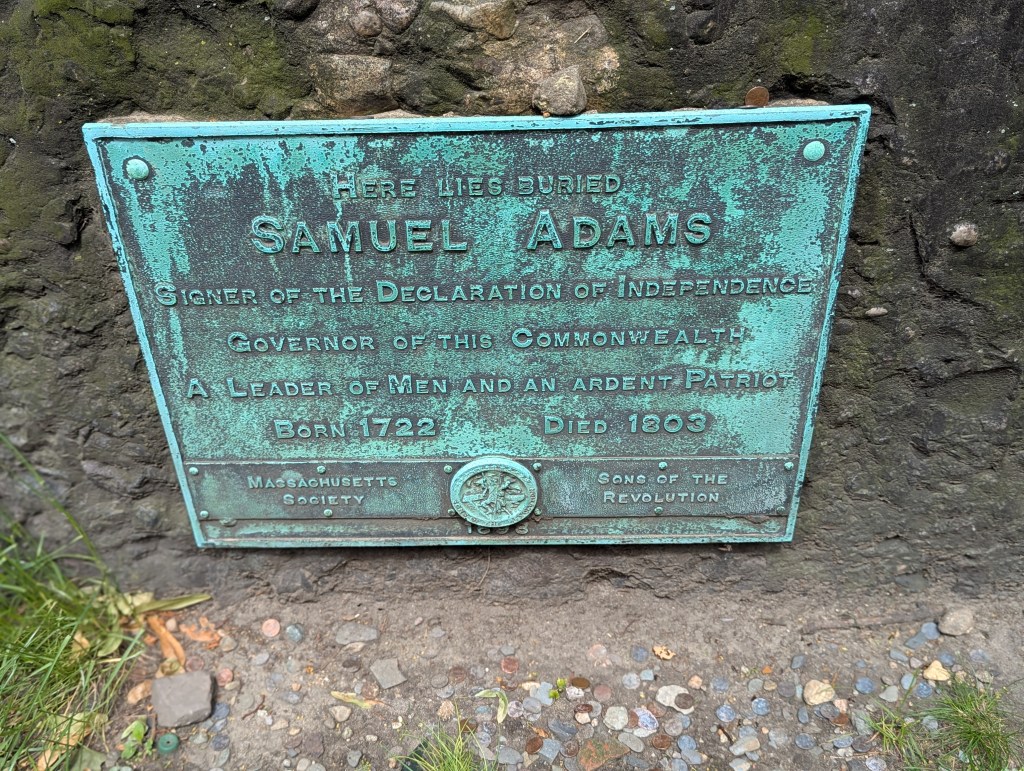 HERE LIES BURIED
SAMUEL ADAMS
SIGNER OF THE DECLARATION OF INDEPENDENCE
GOVERNOR OF THIS COMMONWEALTH
A LEADER OF MEN AND AN ARDENT PATRIOT
BORN 1722 DIED 1803
MASSACHUSETTS SOCIETY
SONS OF THE REVOLUTION
1898